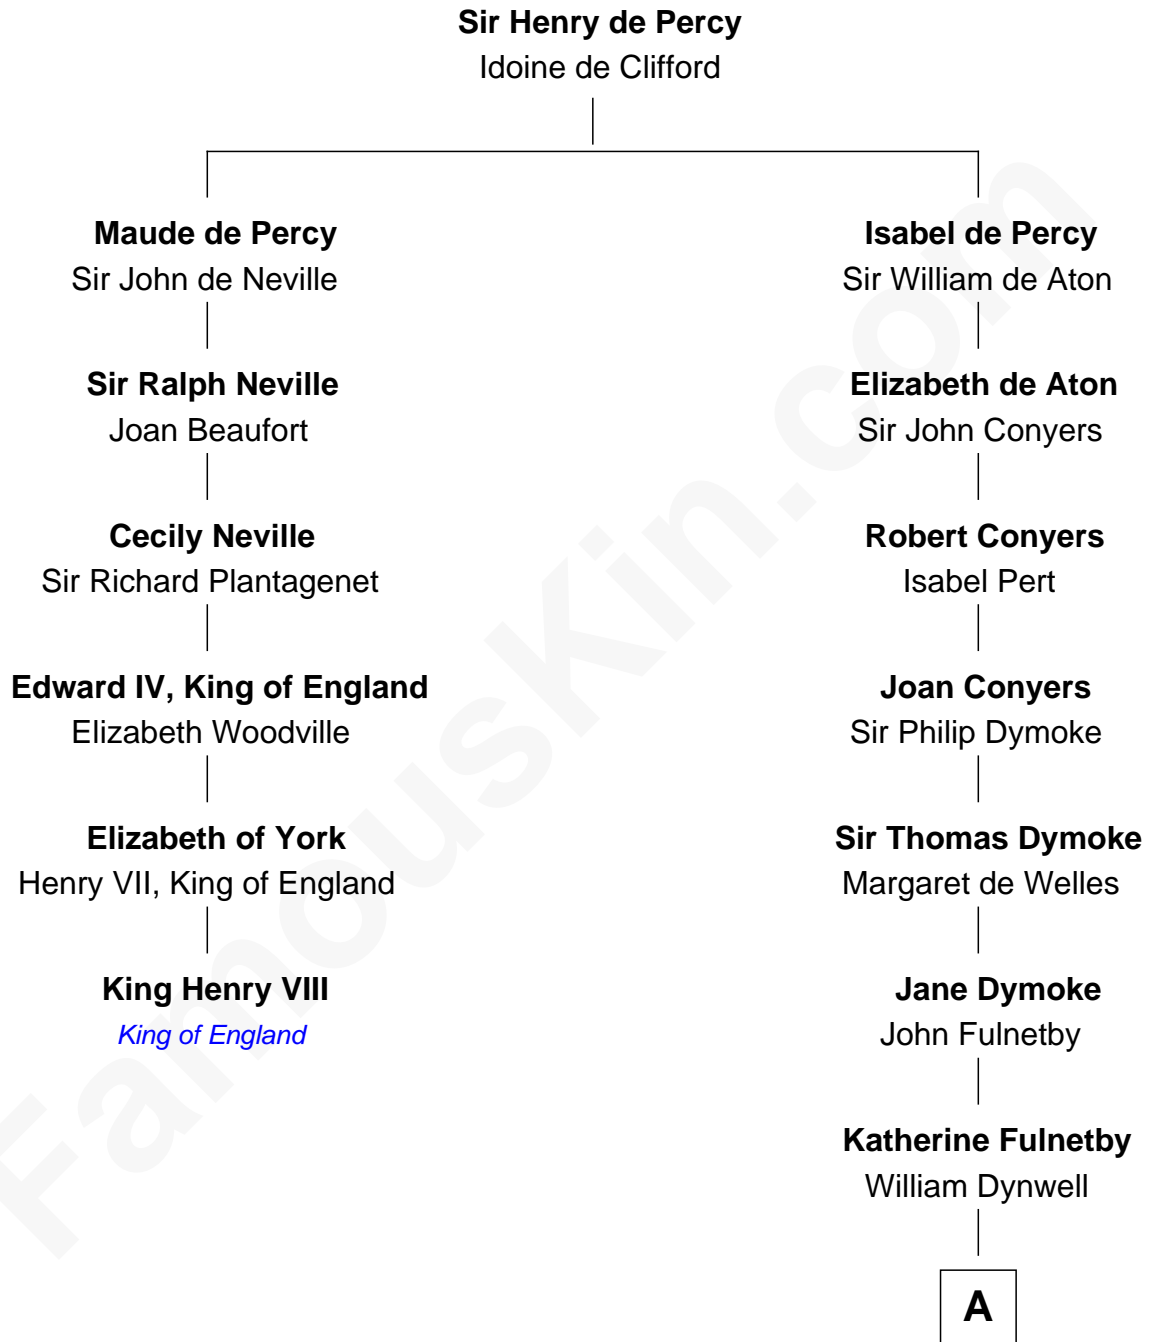 Sir Henry de Percy
Idoine de Clifford
Maude de Percy
Sir John de Neville
Isabel de Percy
Sir William de Aton
Sir Ralph Neville
Joan Beaufort
Elizabeth de Aton
Sir John Conyers
Cecily Neville
Sir Richard Plantagenet
Robert Conyers
Isabel Pert
Edward IV, King of England
Elizabeth Woodville
Joan Conyers
Sir Philip Dymoke
Elizabeth of York
Henry VII, King of England
Sir Thomas Dymoke
Margaret de Welles
King Henry VIII
King of England
Jane Dymoke
John Fulnetby
Katherine Fulnetby
William Dynwell
A
FamousKin.com